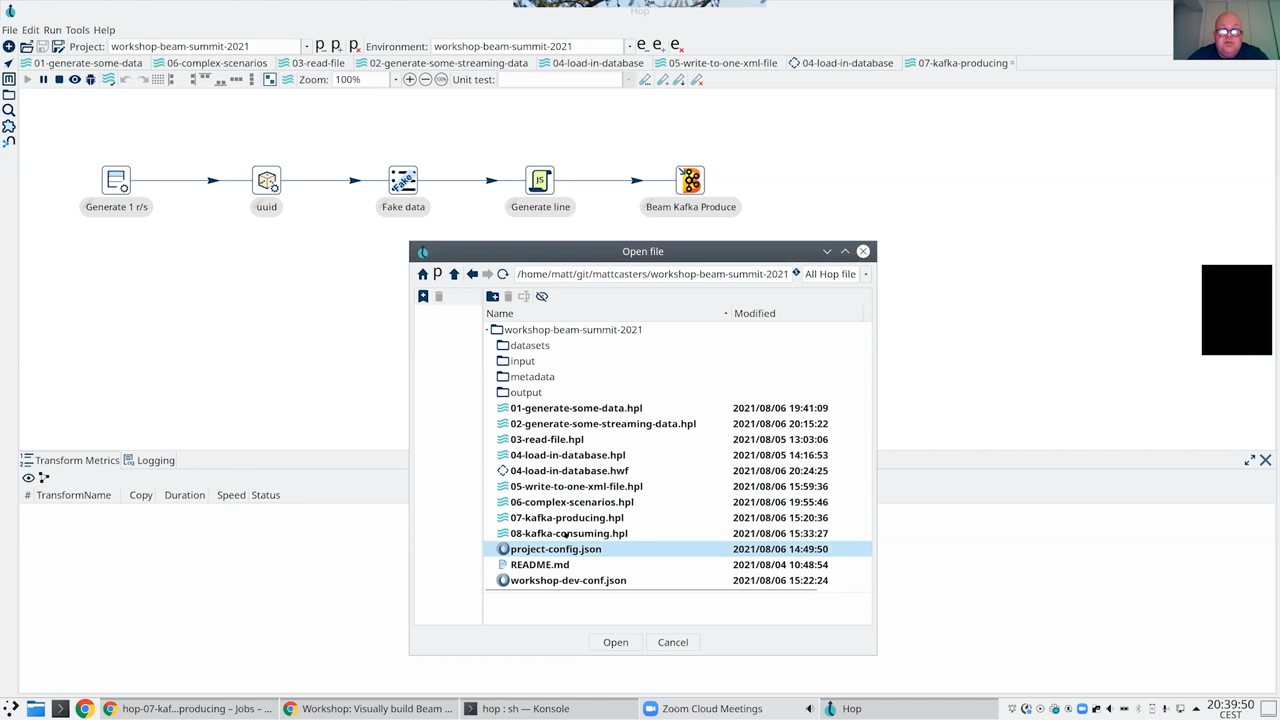 Hop
File Edit Run Tools Help
Project: workshop-beam-summit-2021 Environment: workshop-beam-summit-2021
01-generate-some-data 06-complex-scenarios 03-read-file 02-generate-some-streaming-data 04-load-in-database 05-write-to-one-xml-file 04-load-in-database 07-kafka-producing
Zoom: 100% Unit test:
Fake JS
Generate 1 r/s uuid Fake data Generate line Beam Kafka Produce
Open file
/home/matt/git/mattcasters/workshop-beam-summit-2021 All Hop file
Name Modified
workshop-beam-summit-2021
datasets
input
metadata
output
01-generate-some-data.hpl 2021/08/06 19:41:09
02-generate-some-streaming-data.hpl 2021/08/06 20:15:22
03-read-file.hpl 2021/08/05 13:03:06
04-load-in-database.hpl 2021/08/05 14:16:53
04-load-in-database.hwf 2021/08/06 20:24:25
05-write-to-one-xml-file.hpl 2021/08/06 15:59:36
06-complex-scenarios.hpl 2021/08/06 19:55:46
07-kafka-producing.hpl 2021/08/06 15:20:36
08-kafka-consuming.hpl 2021/08/06 15:33:27
project-config.json 2021/08/06 14:49:50
README.md 2021/08/04 10:48:54
workshop-dev-conf.json 2021/08/06 15:22:24
Open Cancel
Transform Metrics Logging
# TransformName Copy Duration Speed Status
hop-07-kaf...producing – Jobs – ... Workshop: Visually build Beam ... hop : sh — Konsole Zoom Cloud Meetings Hop 20:39:50
CEST